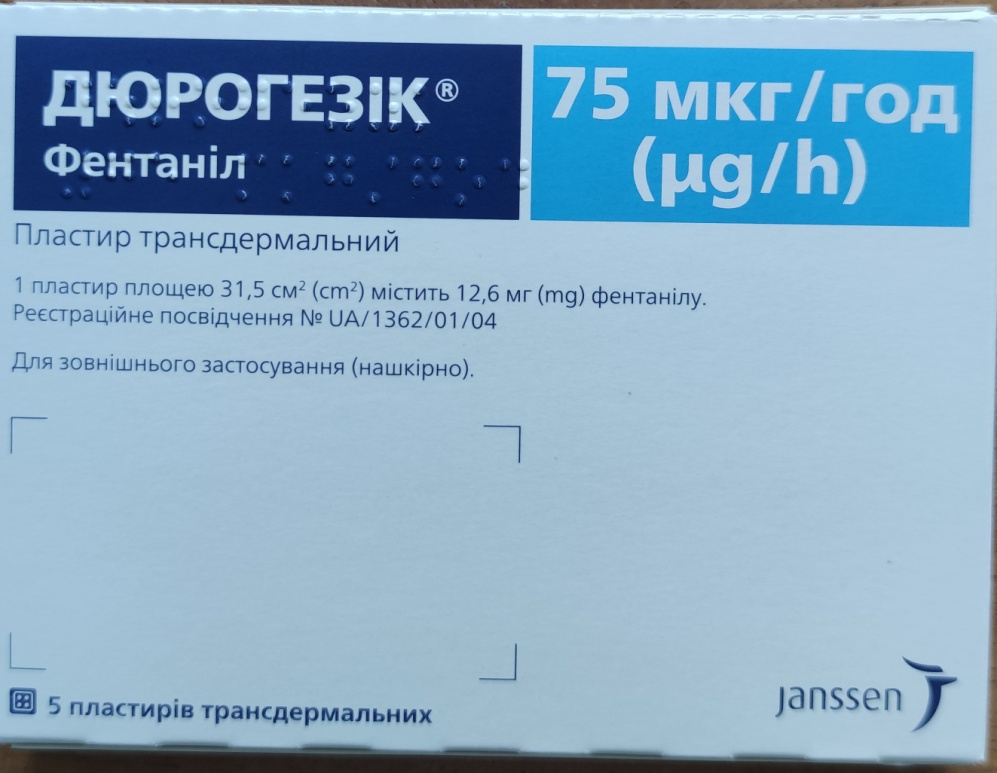 ДЮРОГЕЗІК®
Фентаніл
75 мкг/год
(µg/h)
Пластир трансдермальний
1 пластир площею 31,5 см² (cm²) містить 12,6 мг (mg) фентанілу.
Реєстраційне посвідчення № UA/1362/01/04
Для зовнішнього застосування (нашкірно).
5 пластирів трансдермальних
janssen